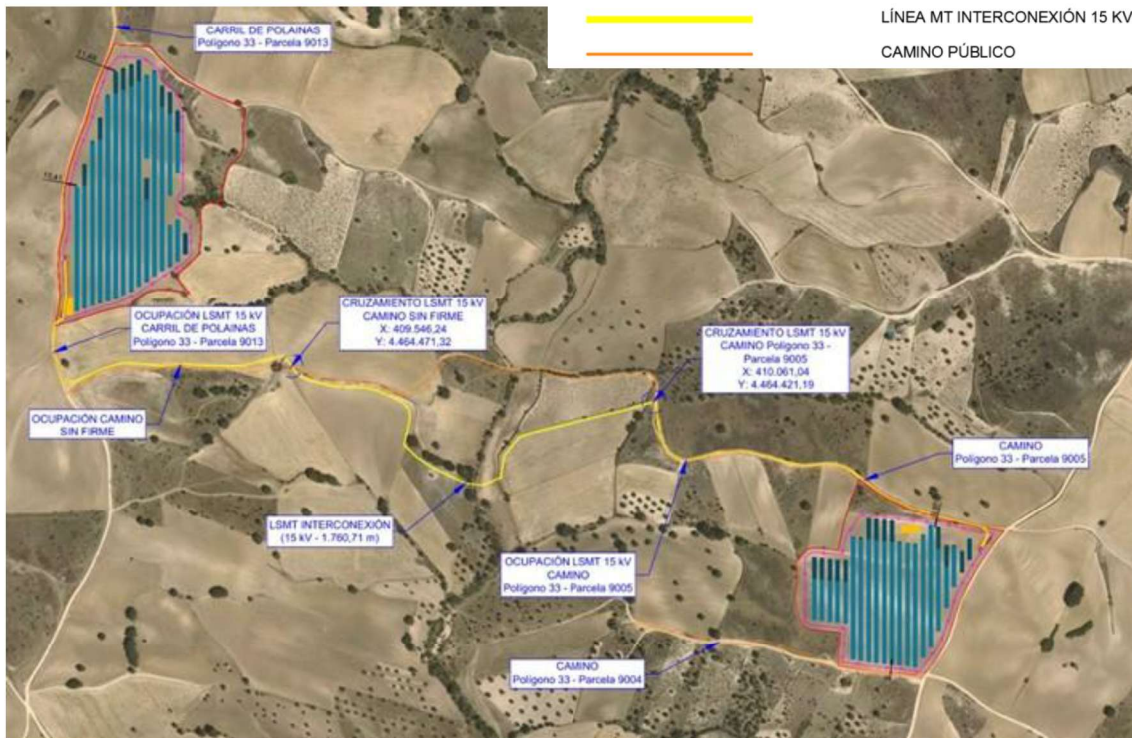 LÍNEA MT INTERCONEXIÓN 15 KV
CAMINO PÚBLICO
CARRIL DE POLAINAS
Polígono 33 - Parcela 9013
OCUPACIÓN LSMT 15 kV
CARRIL DE POLAINAS
Polígono 33 - Parcela 9013
CRUZAMIENTO LSMT 15 kV
CAMINO SIN FIRME
X: 409.546,24
Y: 4.464.471,32
CRUZAMIENTO LSMT 15 kV
CAMINO Polígono 33 -
Parcela 9005
X: 410.061,04
Y: 4.464.421,19
OCUPACIÓN CAMINO
SIN FIRME
CAMINO
Polígono 33 - Parcela 9005
LSMT INTERCONEXIÓN
(15 kV - 1.760,71 m)
OCUPACIÓN LSMT 15 kV
CAMINO
Polígono 33 - Parcela 9005
CAMINO
Polígono 33 - Parcela 9004